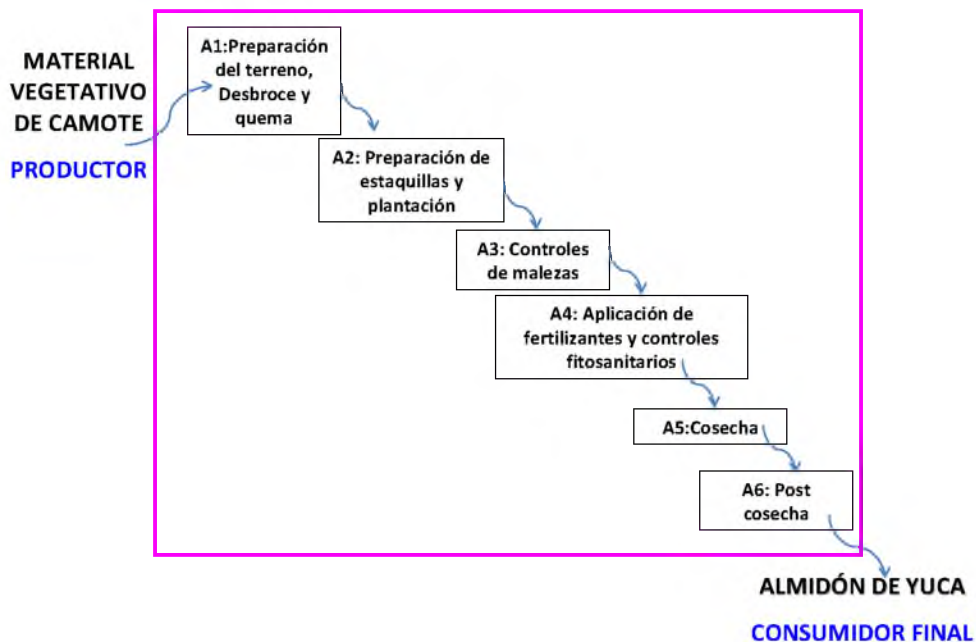 MATERIAL
VEGETATIVO
DE CAMOTE
PRODUCTOR
A1:Preparación
del terreno,
Desbroce y
quema
A2: Preparación de
estaquillas y
plantación
A3: Controles
de malezas
A4: Aplicación de
fertilizantes y controles
fitosanitarios
A5:Cosecha
A6: Post
cosecha
ALMIDÓN DE YUCA
CONSUMIDOR FINAL